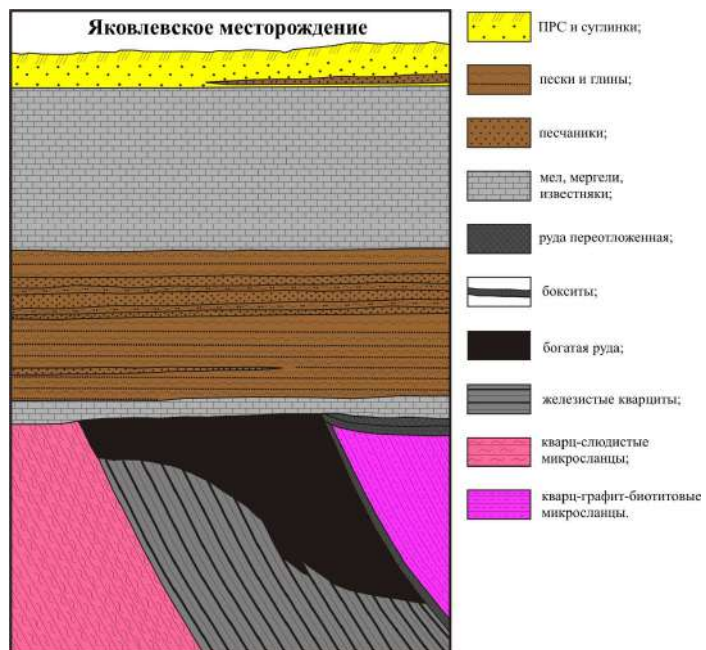 Яковлевское месторождение
ПРС и суглинки;
пески и глины;
песчаники;
мел, мергели,
известняки;
руда переотложенная;
бокситы;
богатая руда;
железистые кварциты;
кварц-слюдистые
микросланцы;
кварц-графит-биотитовые
микросланцы.